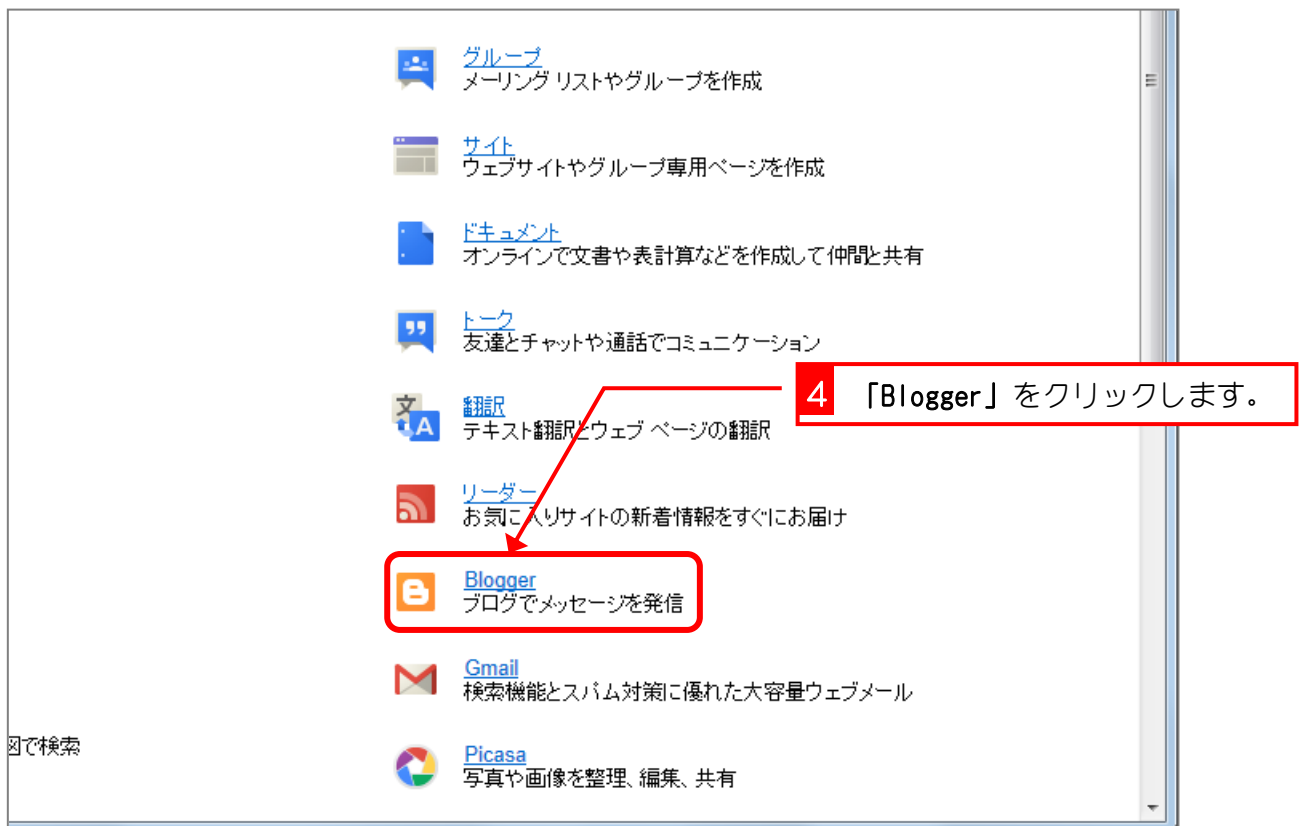 グループ
メーリング リストやグループを作成
サイト
ウェブサイトやグループ専用ページを作成
ドキュメント
オンラインで文書や表計算などを作成して仲間と共有
トーク
友達とチャットや通話でコミュニケーション
4 「Blogger」をクリックします。
翻訳
テキスト翻訳とウェブ ページの翻訳
リーダー
お気に入りサイトの新着情報をすぐにお届け
Blogger
ブログでメッセージを発信
Gmail
検索機能とスパム対策に優れた大容量ウェブメール
図で検索
Picasa
写真や画像を整理、編集、共有